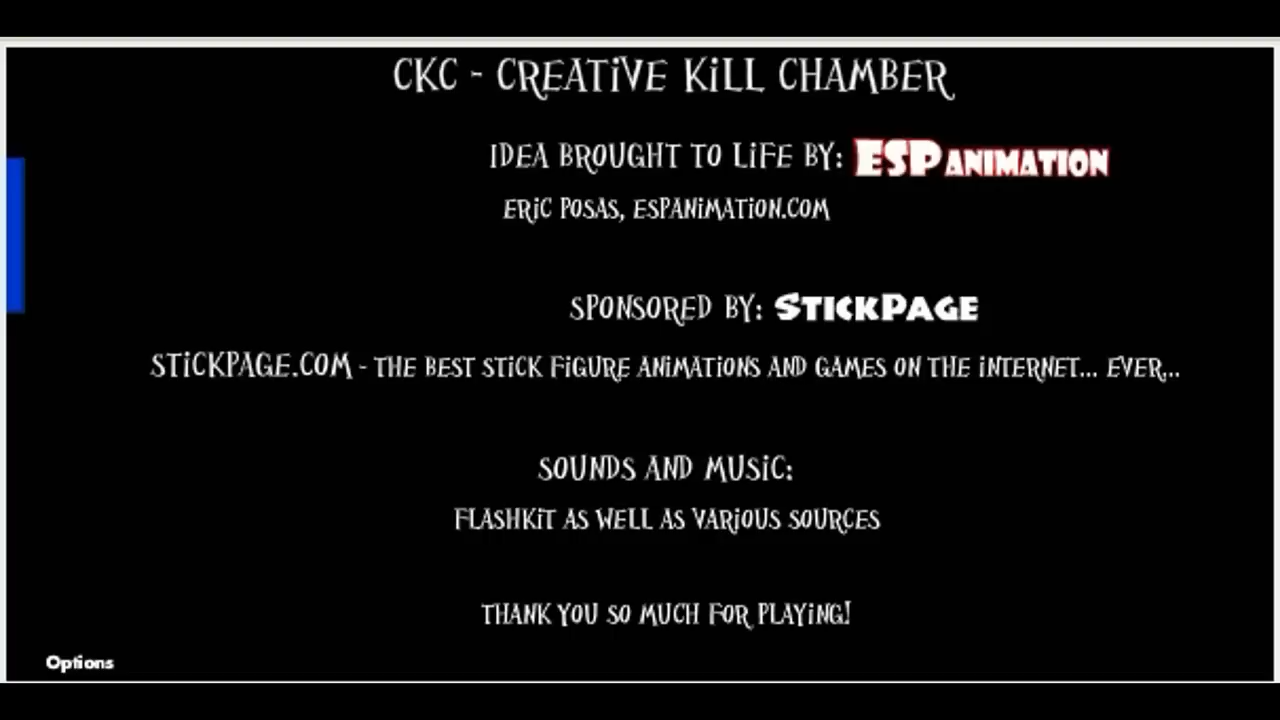 CKC - CREATiVE KiLL CHAMBER
IDEA BROUGHT TO LiFE BY: ESPANIMATION
ERiC POSAS, ESPANiMATiON.COM
SPONSORED BY: STICKPAGE
STiCKPAGE.COM - THE BEST STiCK FiGURE ANiMATiONS AND GAMES ON THE iNTERNET... EVER...
SOUNDS AND MUSiC:
FLASHKiT AS WELL AS VARiOUS SOURCES
THANK YOU SO MUCH FOR PLAYiNG!
Options